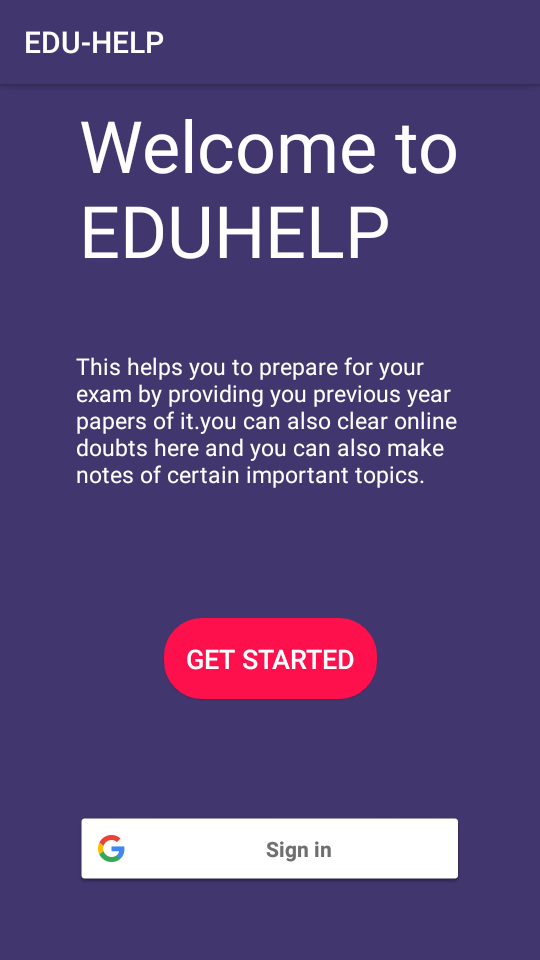 EDU-HELP
Welcome to
EDUHELP
This helps you to prepare for your
exam by providing you previous year
papers of it.you can also clear online
doubts here and you can also make
notes of certain important topics.
GET STARTED
Sign in